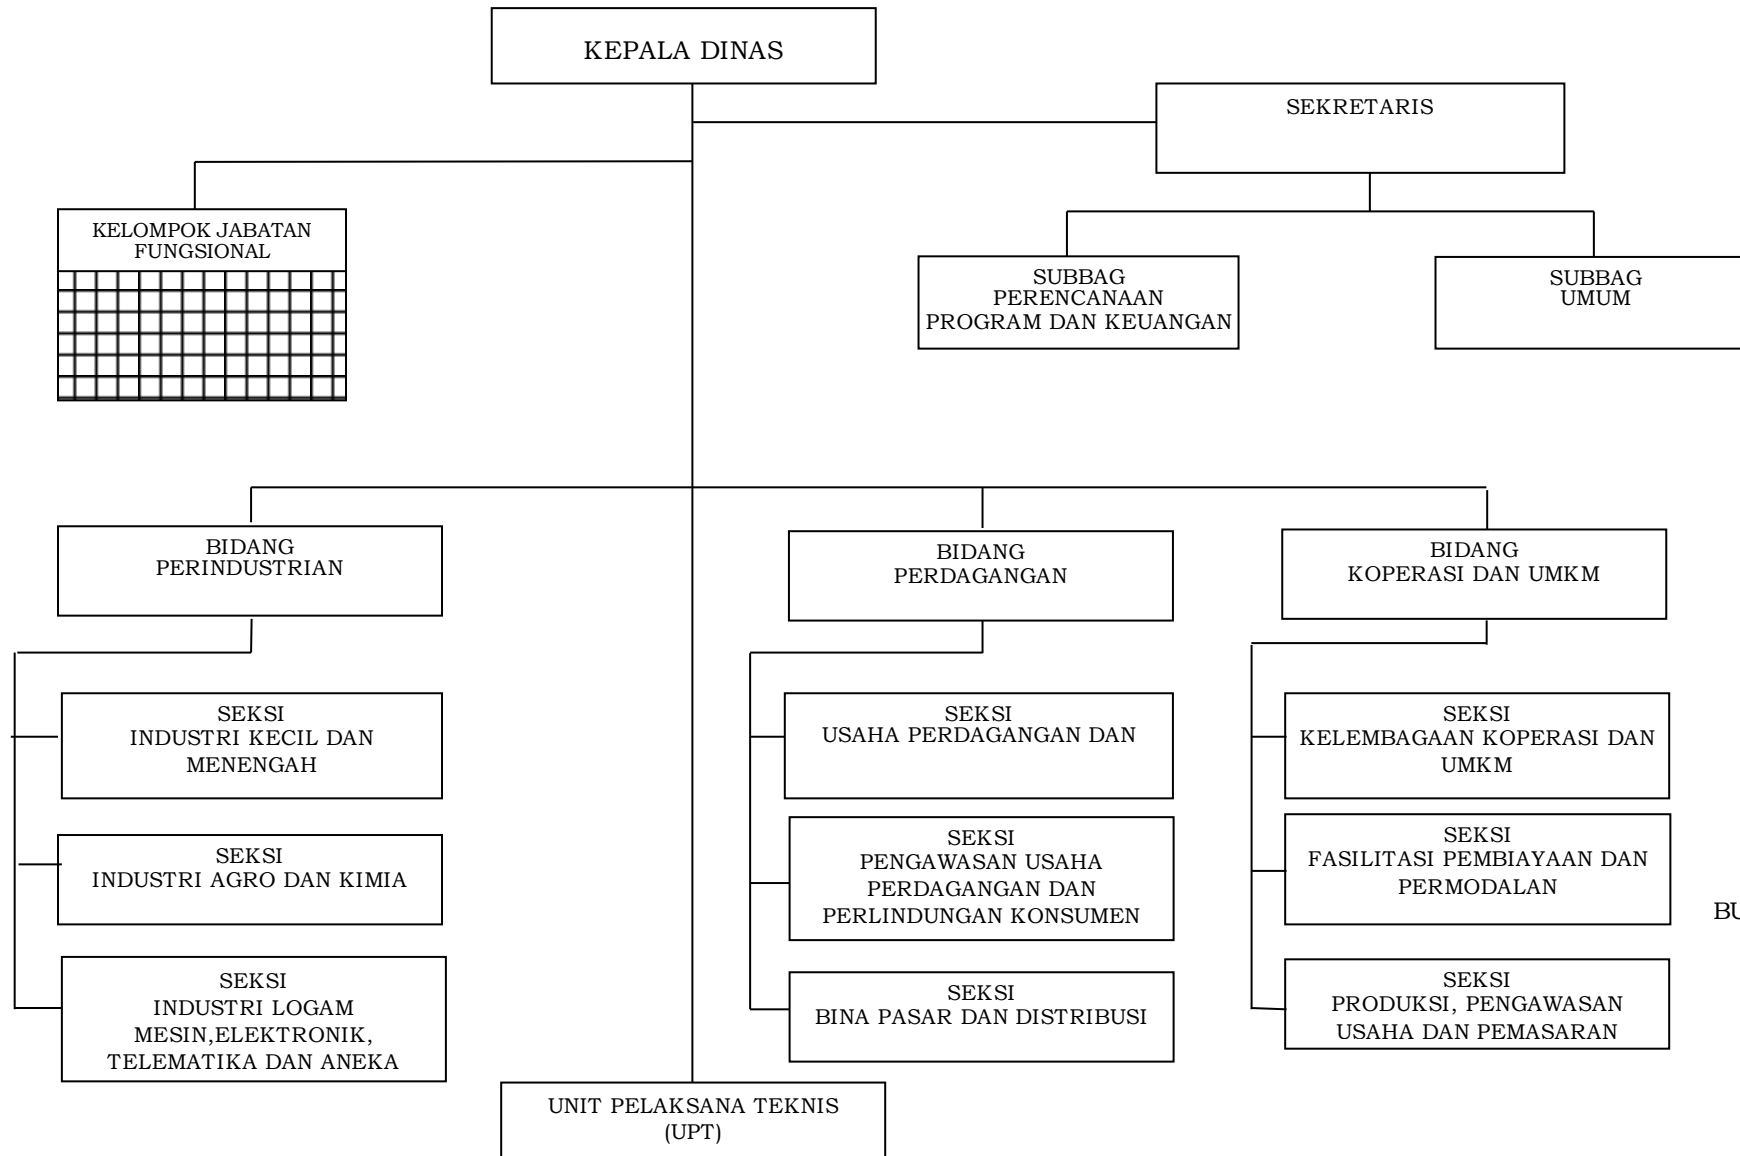 KEPALA DINAS
SEKRETARIS
KELOMPOK JABATAN
FUNGSIONAL
SUBBAG
PERENCANAAN
PROGRAM DAN KEUANGAN
SUBBAG
UMUM
BIDANG
PERINDUSTRIAN
BIDANG
PERDAGANGAN
BIDANG
KOPERASI DAN UMKM
SEKSI
INDUSTRI KECIL DAN
MENENGAH
SEKSI
INDUSTRI AGRO DAN KIMIA
SEKSI
INDUSTRI LOGAM
MESIN,ELEKTRONIK,
TELEMATIKA DAN ANEKA
SEKSI
USAHA PERDAGANGAN DAN
SEKSI
PENGAWASAN USAHA
PERDAGANGAN DAN
PERLINDUNGAN KONSUMEN
SEKSI
BINA PASAR DAN DISTRIBUSI
SEKSI
KELEMBAGAAN KOPERASI DAN
UMKM
SEKSI
FASILITASI PEMBIAYAAN DAN
PERMODALAN
SEKSI
PRODUKSI, PENGAWASAN
USAHA DAN PEMASARAN
UNIT PELAKSANA TEKNIS
(UPT)